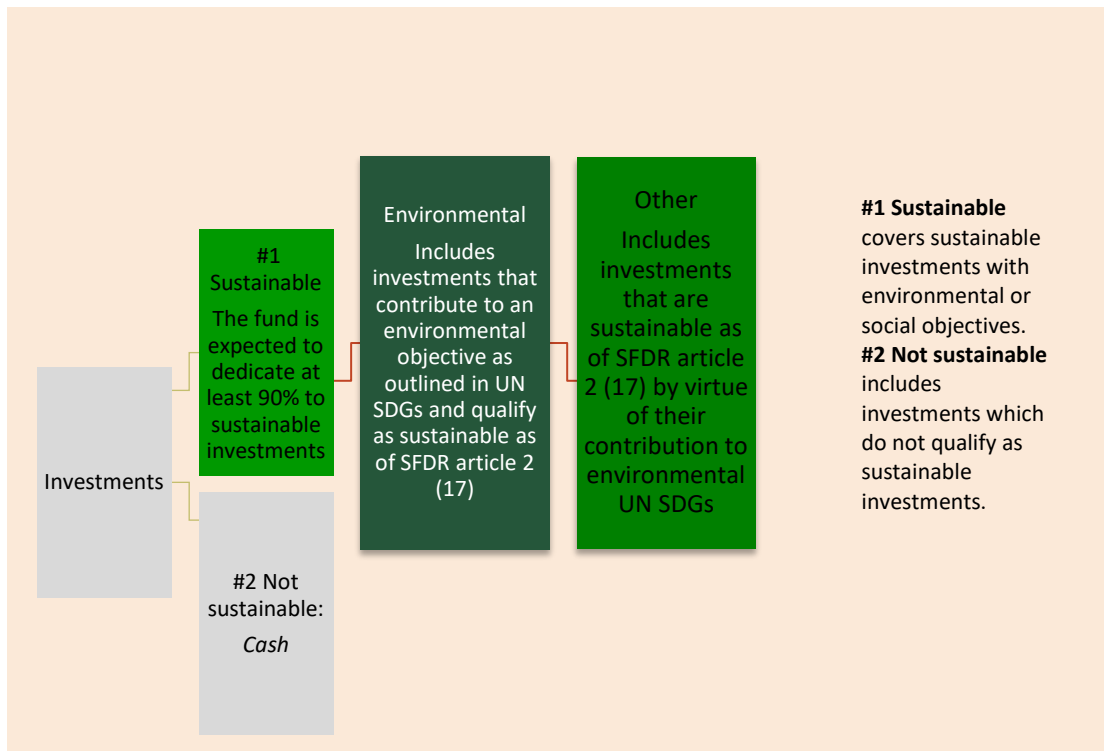 Investments
#1
Sustainable
The fund is
expected to
dedicate at
least 90% to
sustainable
investments
#2 Not
sustainable:
Cash
Environmental
Includes
investments that
contribute to an
environmental
objective as
outlined in UN
SDGs and qualify
as sustainable as
of SFDR article 2
(17)
Other
Includes
investments
that are
sustainable as
of SFDR article
2 (17) by virtue
of their
contribution to
environmental
UN SDGs
#1 Sustainable
covers sustainable
investments with
environmental or
social objectives.
#2 Not sustainable
includes
investments which
do not qualify as
sustainable
investments.